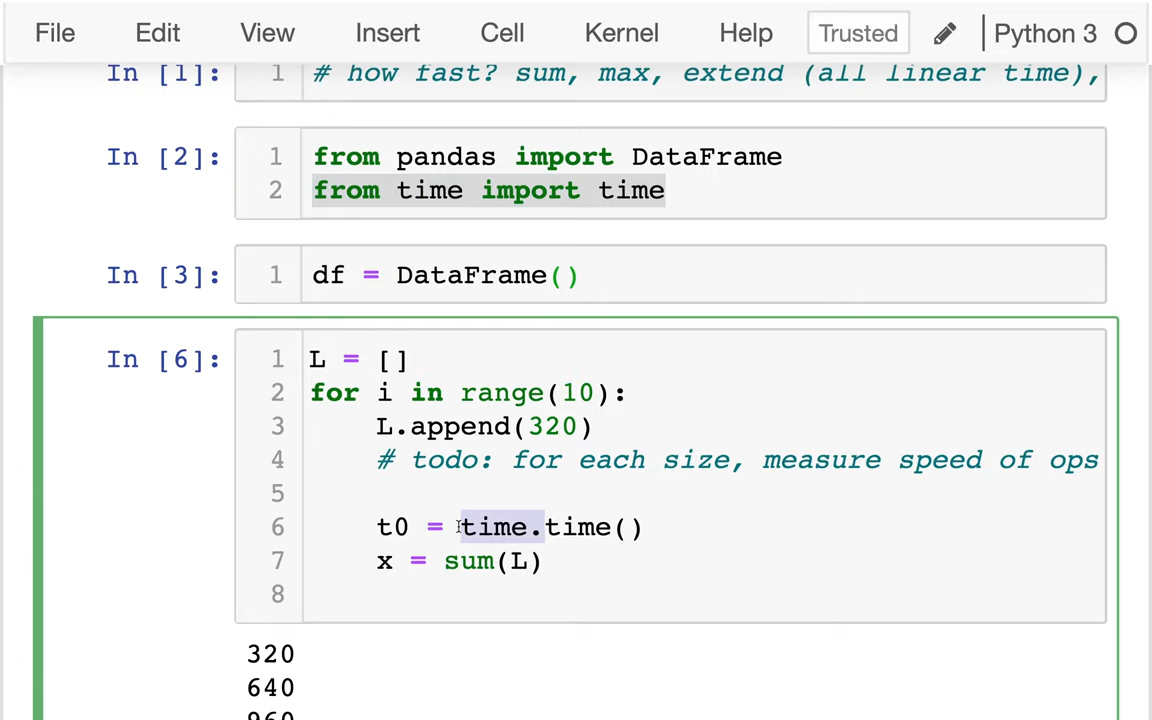 File Edit View Insert Cell Kernel Help Trusted Python 3
In [1]: 1 # how fast? sum, max, extend (all linear time),
In [2]: 1 from pandas import DataFrame
2 from time import time
In [3]: 1 df = DataFrame()
In [6]: 1 L = []
2 for i in range(10):
3 L.append(320)
4 # todo: for each size, measure speed of ops
5
6 t0 = time.time()
7 x = sum(L)
8
320
640
960